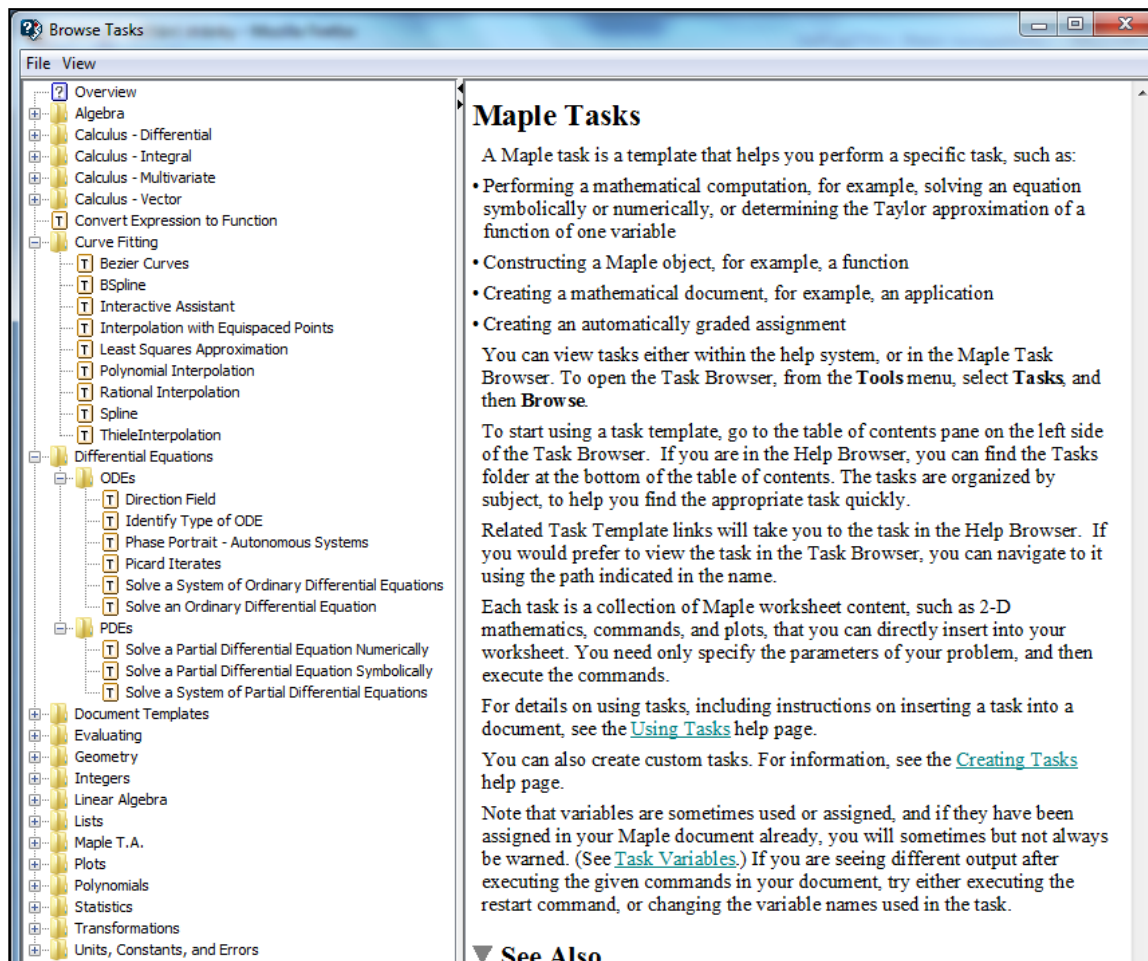 Browse Tasks
File View
Overview
Algebra
Calculus - Differential
Calculus - Integral
Calculus - Multivariate
Calculus - Vector
Convert Expression to Function
Curve Fitting
Bezier Curves
BSpline
Interactive Assistant
Interpolation with Equispaced Points
Least Squares Approximation
Polynomial Interpolation
Rational Interpolation
Spline
ThieleInterpolation
Differential Equations
ODEs
Direction Field
Identify Type of ODE
Phase Portrait - Autonomous Systems
Picard Iterates
Solve a System of Ordinary Differential Equations
Solve an Ordinary Differential Equation
PDEs
Solve a Partial Differential Equation Numerically
Solve a Partial Differential Equation Symbolically
Solve a System of Partial Differential Equations
Document Templates
Evaluating
Geometry
Integers
Linear Algebra
Lists
Maple T.A.
Plots
Polynomials
Statistics
Transformations
Units, Constants, and Errors
Maple Tasks
A Maple task is a template that helps you perform a specific task, such as:
• Performing a mathematical computation, for example, solving an equation
symbolically or numerically, or determining the Taylor approximation of a
function of one variable
• Constructing a Maple object, for example, a function
• Creating a mathematical document, for example, an application
• Creating an automatically graded assignment
You can view tasks either within the help system, or in the Maple Task
Browser. To open the Task Browser, from the Tools menu, select Tasks, and
then Browse.
To start using a task template, go to the table of contents pane on the left side
of the Task Browser. If you are in the Help Browser, you can find the Tasks
folder at the bottom of the table of contents. The tasks are organized by
subject, to help you find the appropriate task quickly.
Related Task Template links will take you to the task in the Help Browser. If
you would prefer to view the task in the Task Browser, you can navigate to it
using the path indicated in the name.
Each task is a collection of Maple worksheet content, such as 2-D
mathematics, commands, and plots, that you can directly insert into your
worksheet. You need only specify the parameters of your problem, and then
execute the commands.
For details on using tasks, including instructions on inserting a task into a
document, see the Using Tasks help page.
You can also create custom tasks. For information, see the Creating Tasks
help page.
Note that variables are sometimes used or assigned, and if they have been
assigned in your Maple document already, you will sometimes but not always
be warned. (See Task Variables.) If you are seeing different output after
executing the given commands in your document, try either executing the
restart command, or changing the variable names used in the task.
See Also